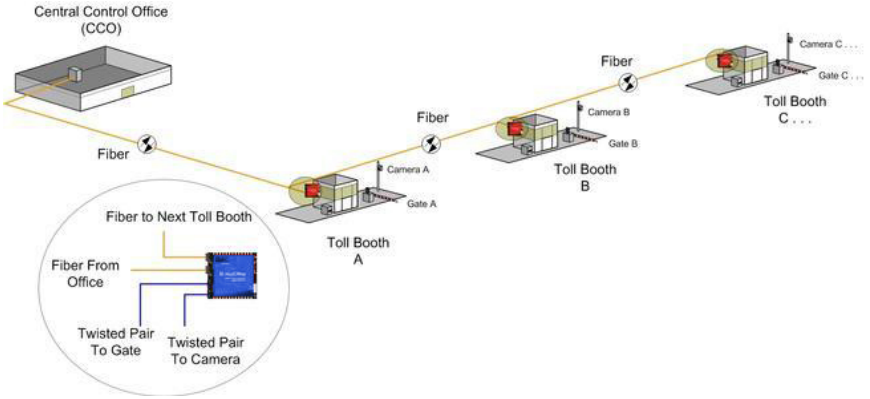 Central Control Office
(CCO)
Fiber
Fiber
Fiber
Camera A
Gate A
Toll Booth
A
Camera B
Gate B
Toll Booth
B
Camera C . . .
Gate C . . .
Toll Booth
C . . .
Fiber to Next Toll Booth
Fiber From
Office
Twisted Pair
To Gate
Twisted Pair
To Camera